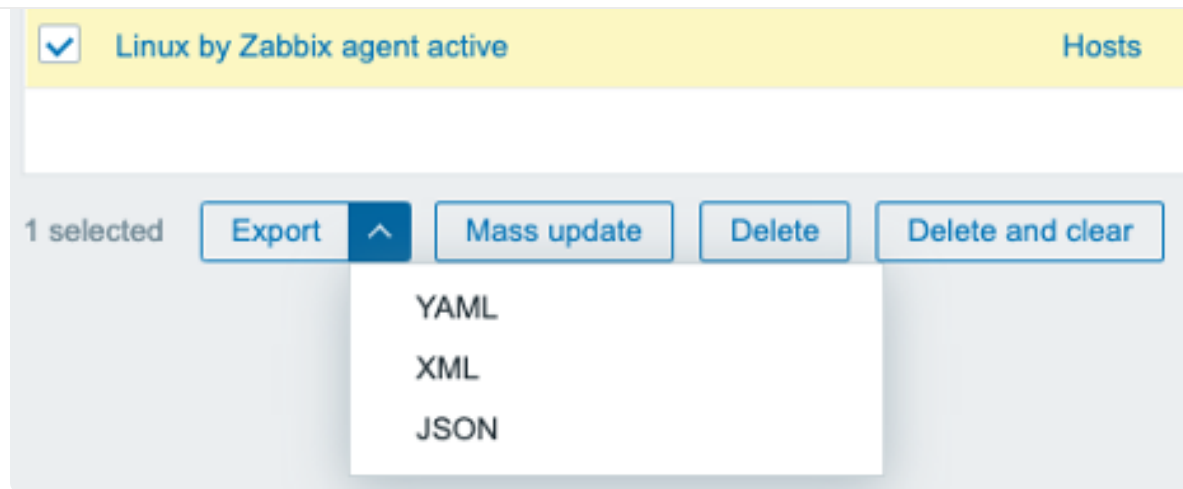 Linux by Zabbix agent active Hosts
1 selected Export Mass update Delete Delete and clear
YAML
XML
JSON